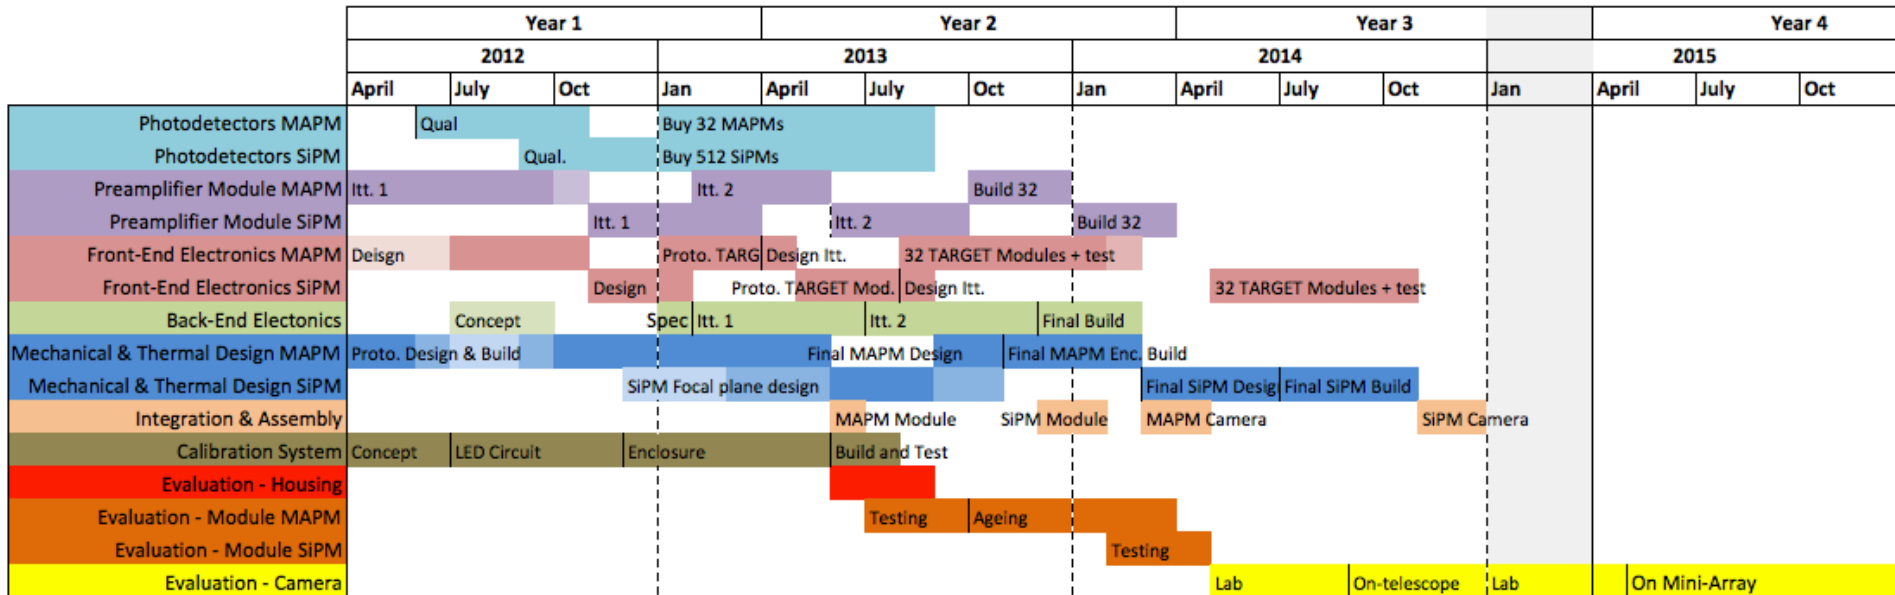 Year 1 Year 2 Year 3 Year 4
2012 2013 2014 2015
April July Oct Jan April July Oct Jan April July Oct Jan April July Oct
Photodetectors MAPM Qual Buy 32 MAPMs
Photodetectors SiPM Qual. Buy 512 SiPMs
Preamplifier Module MAPM Itt. 1 Itt. 2 Build 32
Preamplifier Module SiPM Itt. 1 Itt. 2 Build 32
Front-End Electronics MAPM Deisgn Proto. TARG Design Itt. 32 TARGET Modules + test
Front-End Electronics SiPM Design Proto. TARGET Mod. Design Itt. 32 TARGET Modules + test
Back-End Electonics Concept Spec Itt. 1 Itt. 2 Final Build
Mechanical & Thermal Design MAPM Proto. Design & Build Final MAPM Design Final MAPM Enc. Build
Mechanical & Thermal Design SiPM SiPM Focal plane design Final SiPM Desig Final SiPM Build
Integration & Assembly MAPM Module SiPM Module MAPM Camera SiPM Camera
Calibration System Concept LED Circuit Enclosure Build and Test
Evaluation - Housing
Evaluation - Module MAPM Testing Ageing
Evaluation - Module SiPM Testing
Evaluation - Camera Lab On-telescope Lab On Mini-Array